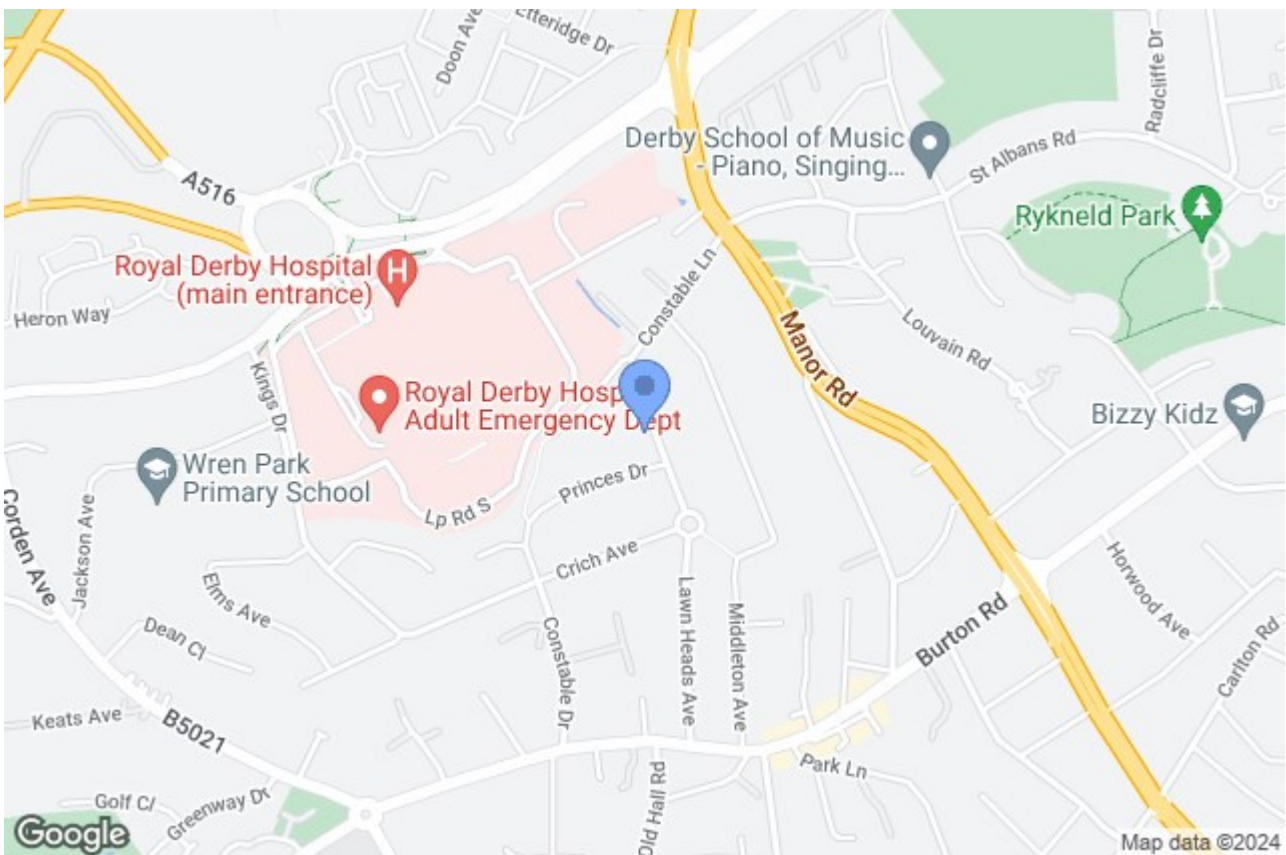 Doon Ave
Etteridge Dr
Radcliffe Dr
Derby School of Music
- Piano, Singing...
St Albans Rd
A516
Rykneld Park
Royal Derby Hospital
(main entrance)
H
Constable Ln
Heron Way
Manor Rd
Louvain Rd
Kings Dr
Royal Derby Hosp
Adult Emergency Dept
Bizzy Kidz
Wren Park
Primary School
Princes Dr
Lp Rd S
Corden Ave
Jackson Ave
Crich Ave
Elms Ave
Horwood Ave
Dean Cl
Constable Dr
Lawn Heads Ave
Middleton Ave
Burton Rd
Carlton Rd
Keats Ave
B5021
Park Ln
Old Hall Rd
Golf Cl
Greenway Dr
Google
Map data ©2024